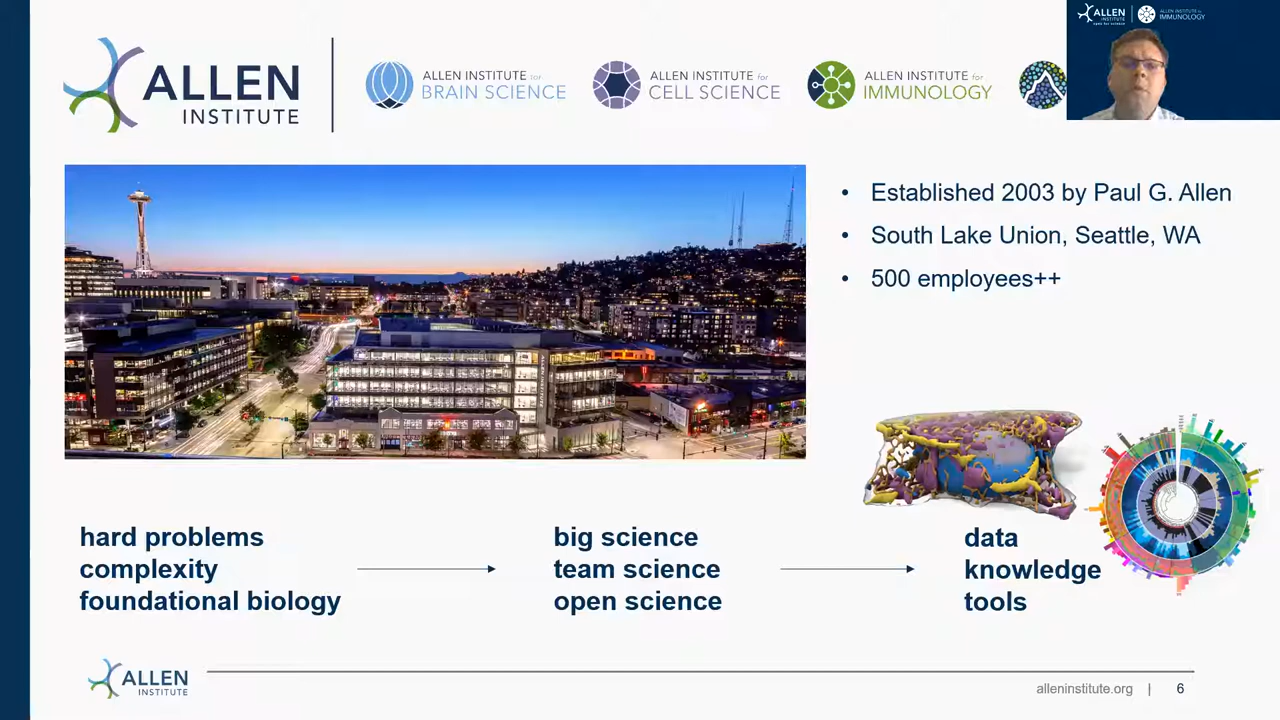 ALLEN
INSTITUTE
ALLEN INSTITUTE for
BRAIN SCIENCE
ALLEN INSTITUTE for
CELL SCIENCE
ALLEN INSTITUTE for
IMMUNOLOGY
ALLEN
INSTITUTE
ALLEN INSTITUTE for
IMMUNOLOGY
• Established 2003 by Paul G. Allen
• South Lake Union, Seattle, WA
• 500 employees++
hard problems
complexity
foundational biology
big science
team science
open science
data
knowledge
tools
ALLEN
INSTITUTE
alleninstitute.org | 6